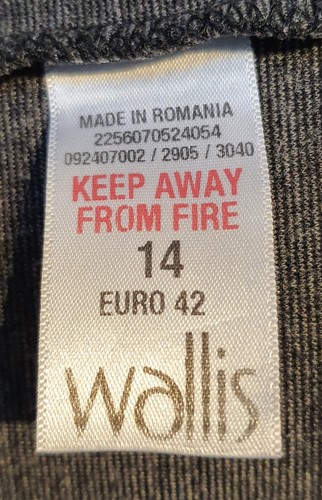 MADE IN ROMANIA
2256070524054
092407002 / 2905 / 3040
KEEP AWAY
FROM FIRE
14
EURO 42
wallis